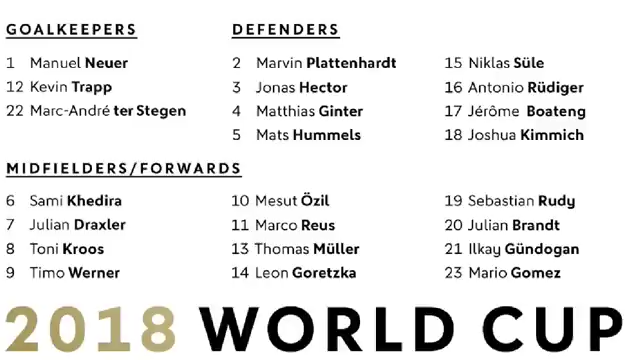 GOALKEEPERS
1 Manuel Neuer
12 Kevin Trapp
22 Marc-André ter Stegen
DEFENDERS
2 Marvin Plattenhardt
3 Jonas Hector
4 Matthias Ginter
5 Mats Hummels
15 Niklas Süle
16 Antonio Rüdiger
17 Jérôme Boateng
18 Joshua Kimmich
MIDFIELDERS/FORWARDS
6 Sami Khedira
7 Julian Draxler
8 Toni Kroos
9 Timo Werner
10 Mesut Özil
11 Marco Reus
13 Thomas Müller
14 Leon Goretzka
19 Sebastian Rudy
20 Julian Brandt
21 Ilkay Gündogan
23 Mario Gomez
2018 WORLD CUP